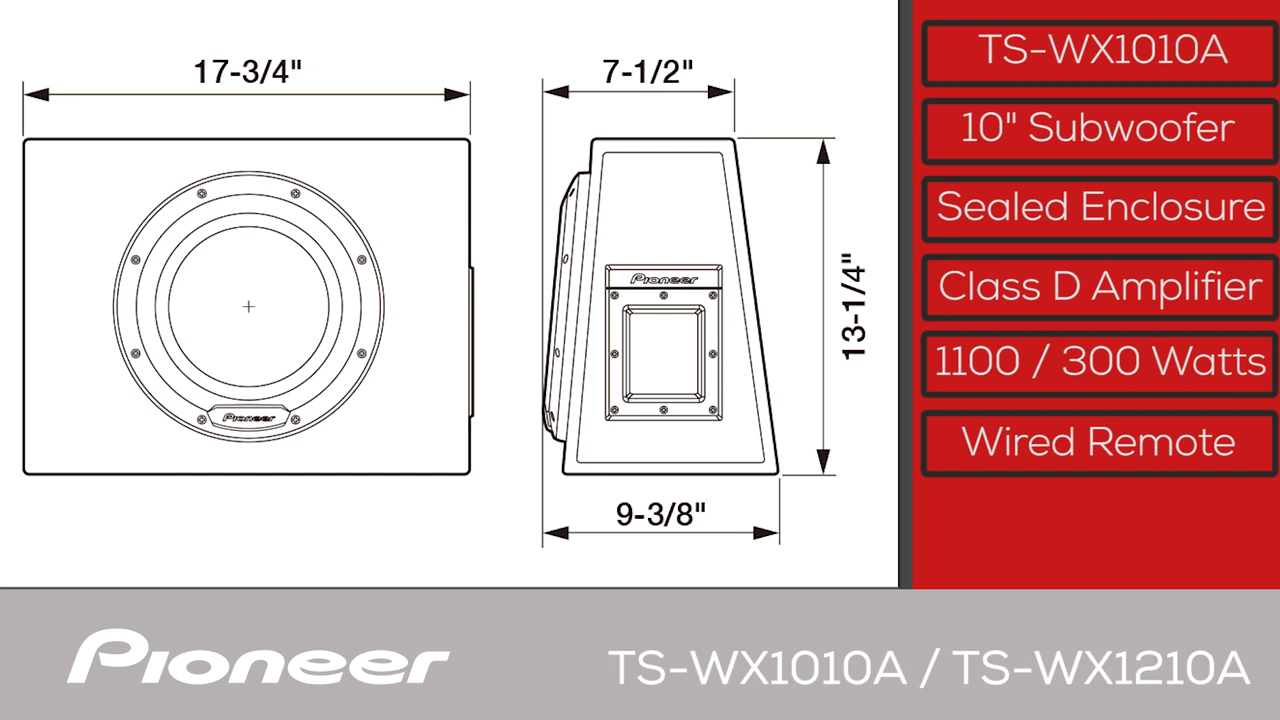 17-3/4"
7-1/2"
Pioneer
13-1/4"
Pioneer
9-3/8"
TS-WX1010A
10" Subwoofer
Sealed Enclosure
Class D Amplifier
1100 / 300 Watts
Wired Remote
Pioneer
TS-WX1010A / TS-WX1210A